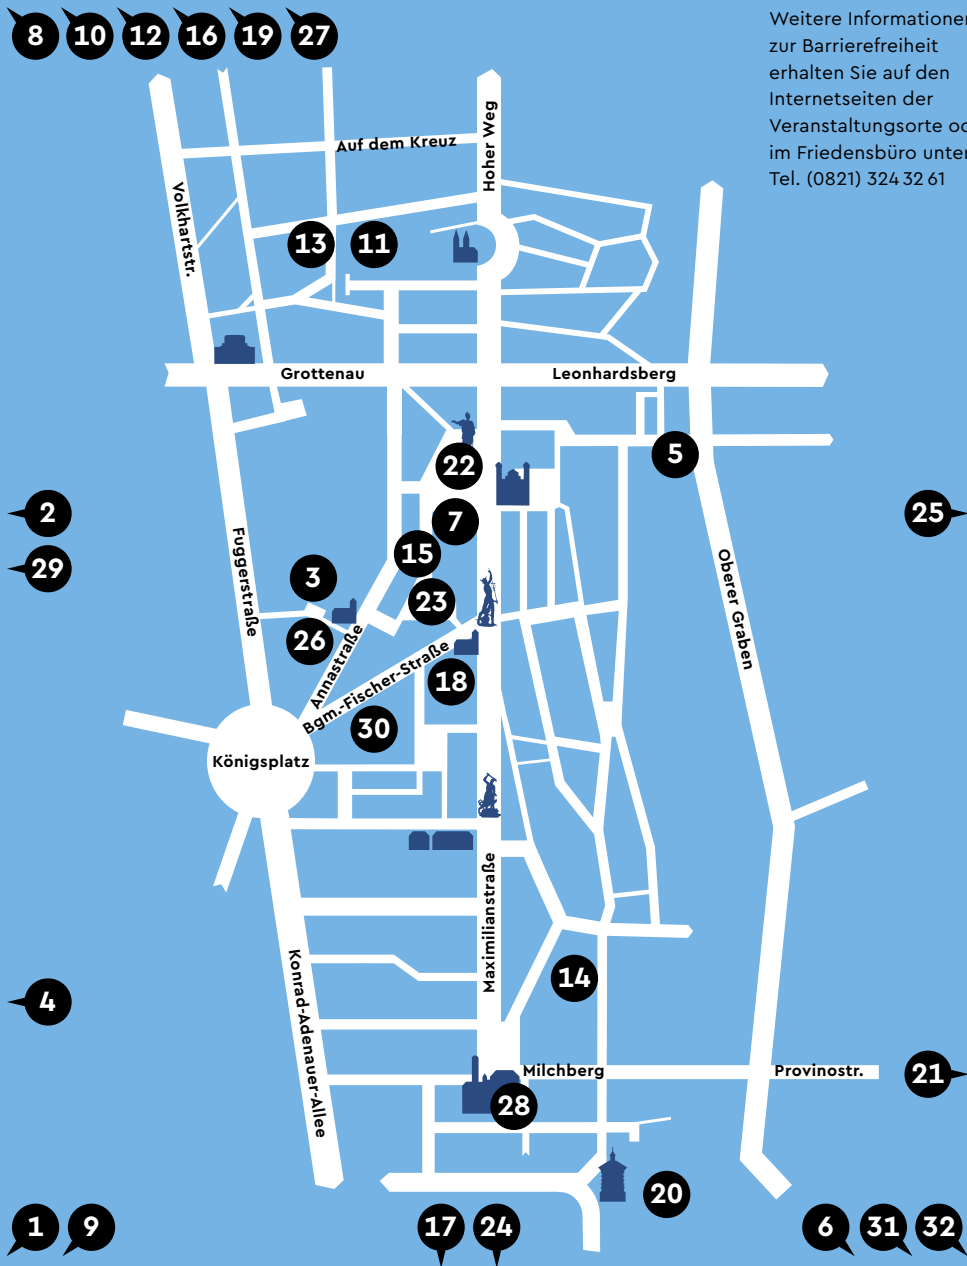 8 10 12 16 19 27
Weitere Informationen
zur Barrierefreiheit
erhalten Sie auf den
Internetseiten der
Veranstaltungsorte od
im Friedensbüro unter
Tel. (0821) 324 32 61
Auf dem Kreuz
Hoher Weg
Volkhartstr.
13 11
Grottenau
Leonhardsberg
22
5
2
7
25
29
15
3
23
Fuggerstraße
Oberer Graben
26
Annastraße
Bgm.-Fischer-Straße
18
30
Königsplatz
Maximilianstraße
14
4
Konrad-Adenauer-Allee
Milchberg
Provinostr.
21
28
20
1 9
17 24
6 31 32